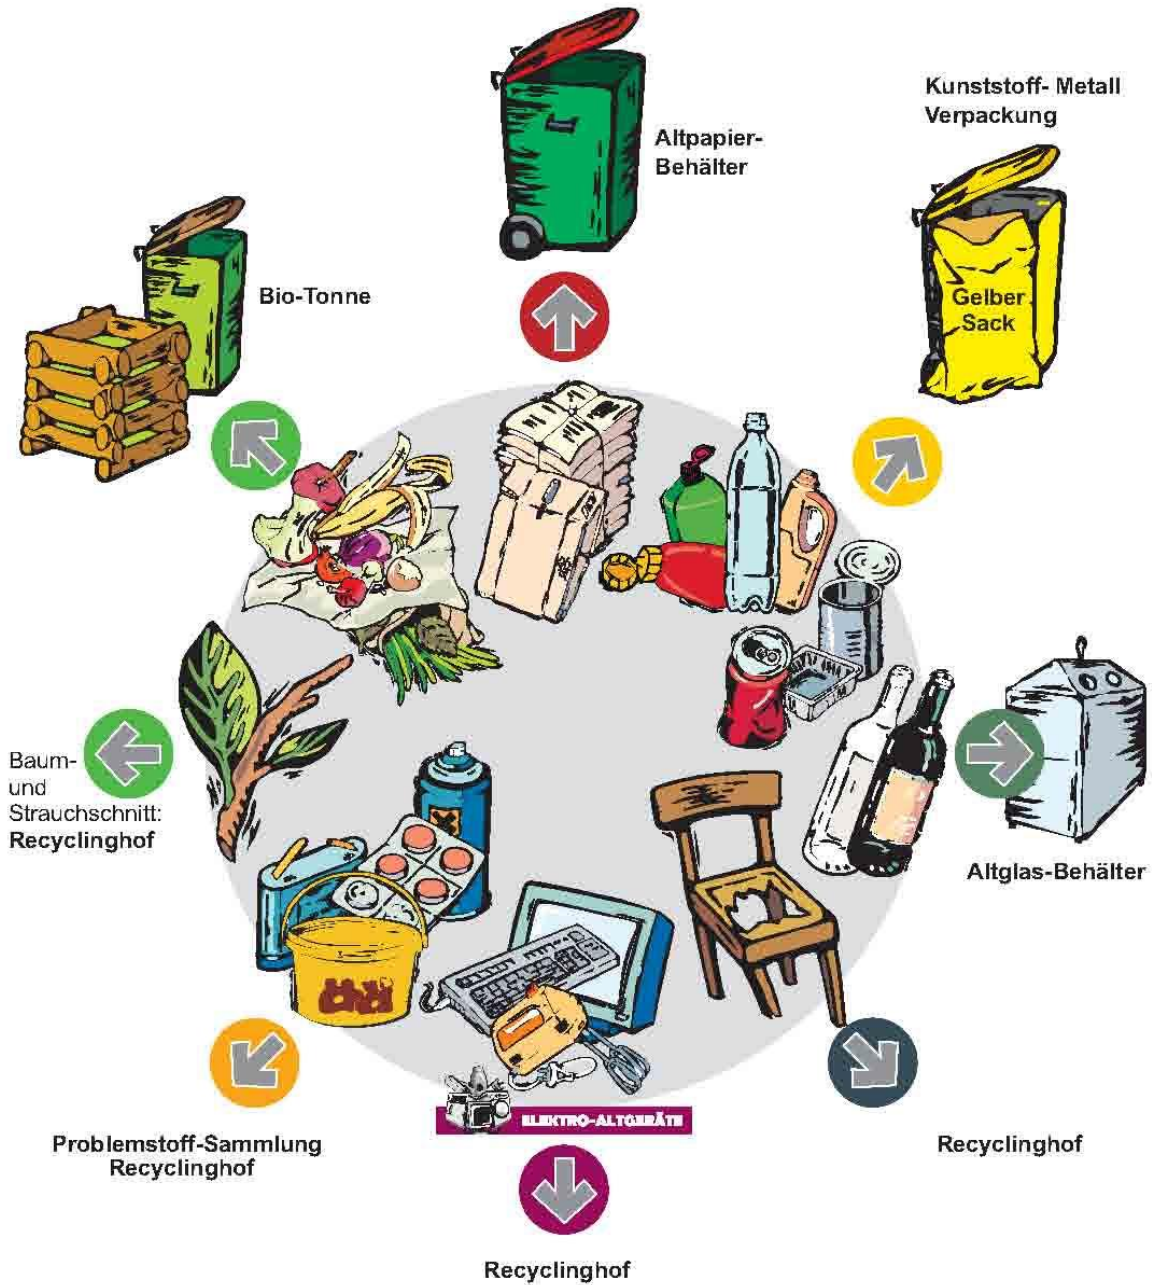 Altpapier-
Behälter
Kunststoff- Metall
Verpackung
Gelber
Sack
Bio-Tonne
Baum-
und
Strauchschnitt:
Recyclinghof
Altglas-Behälter
Problemstoff-Sammlung
Recyclinghof
ELEKTRO-ALTGERÄTE
Recyclinghof
Recyclinghof